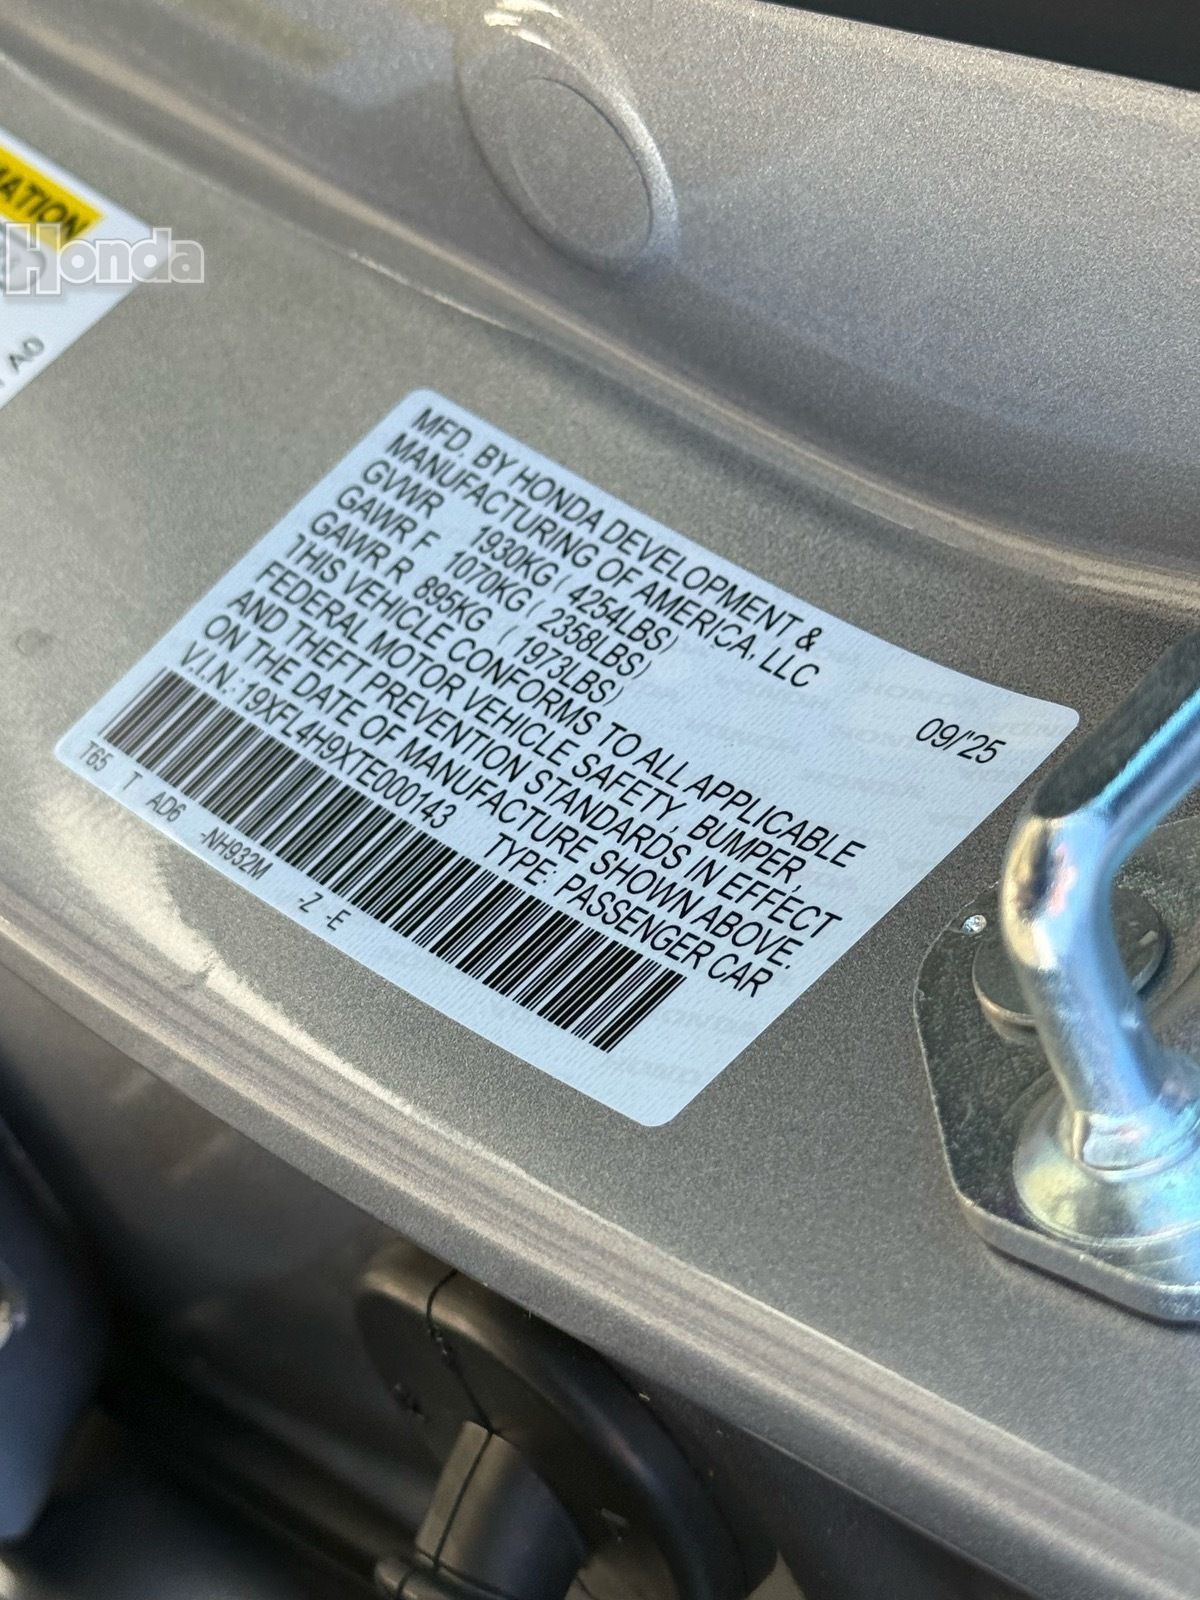 MATION
Honda
A0
MFD. BY HONDA DEVELOPMENT &
MANUFACTURING OF AMERICA, LLC
GVWR 1930KG ( 4254LBS) 09/'25
GAWR F 1070KG ( 2358LBS)
GAWR R 895KG ( 1973LBS)
THIS VEHICLE CONFORMS TO ALL APPLICABLE
FEDERAL MOTOR VEHICLE SAFETY, BUMPER,
AND THEFT PREVENTION STANDARDS IN EFFECT
ON THE DATE OF MANUFACTURE SHOWN ABOVE.
V.I.N.: 19XFL4H9XTE000143 TYPE: PASSENGER CAR
T65 T AD6 -NH932M -Z -E